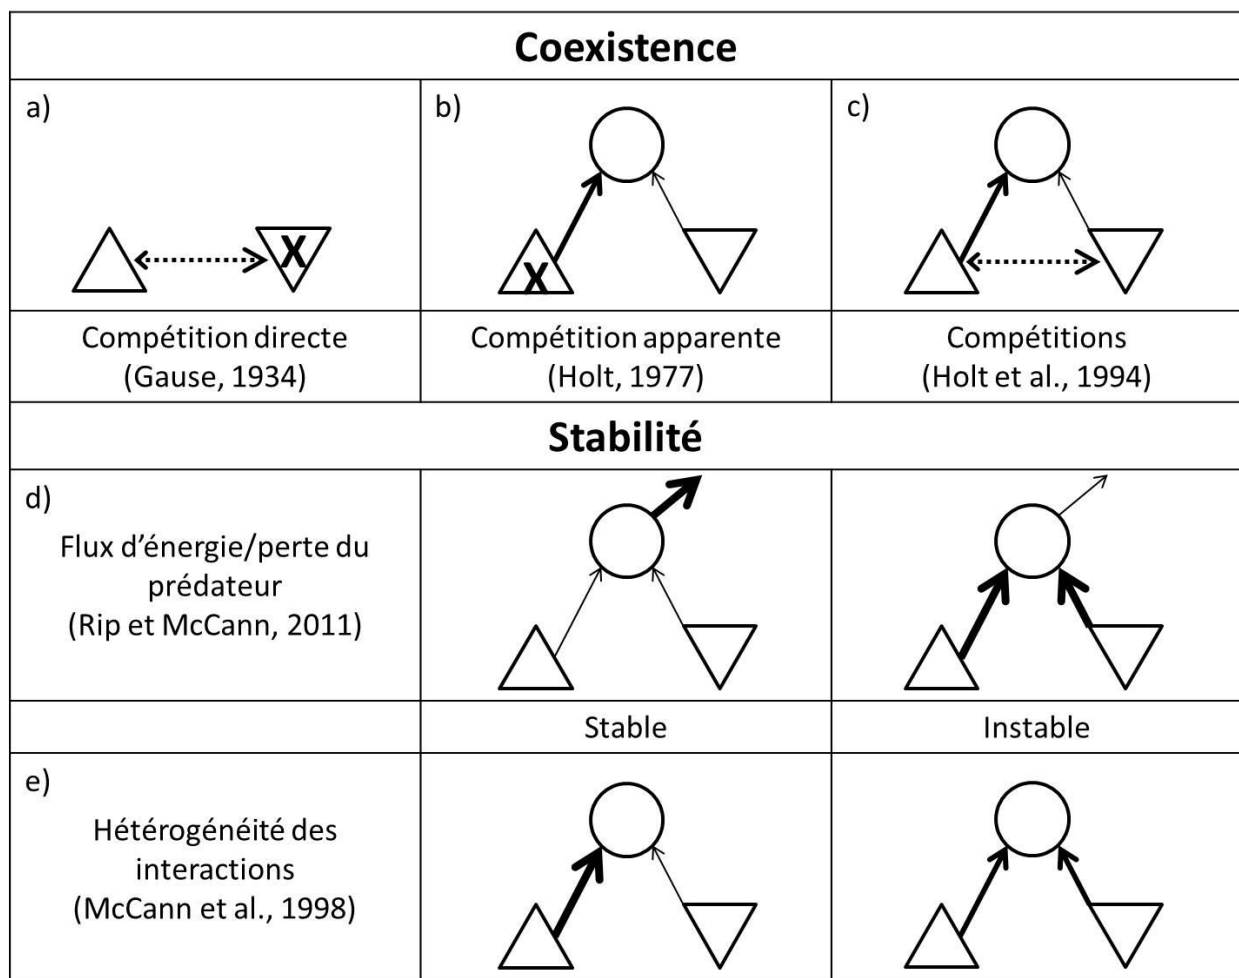 Coexistence
a)
b)
c)
X
X
Compétition directe
(Gause, 1934)
Compétition apparente
(Holt, 1977)
Compétitions
(Holt et al., 1994)
Stabilité
d)
Flux d’énergie/perte du
prédateur
(Rip et McCann, 2011)
Stable
Instable
e)
Hétérogénéité des
interactions
(McCann et al., 1998)